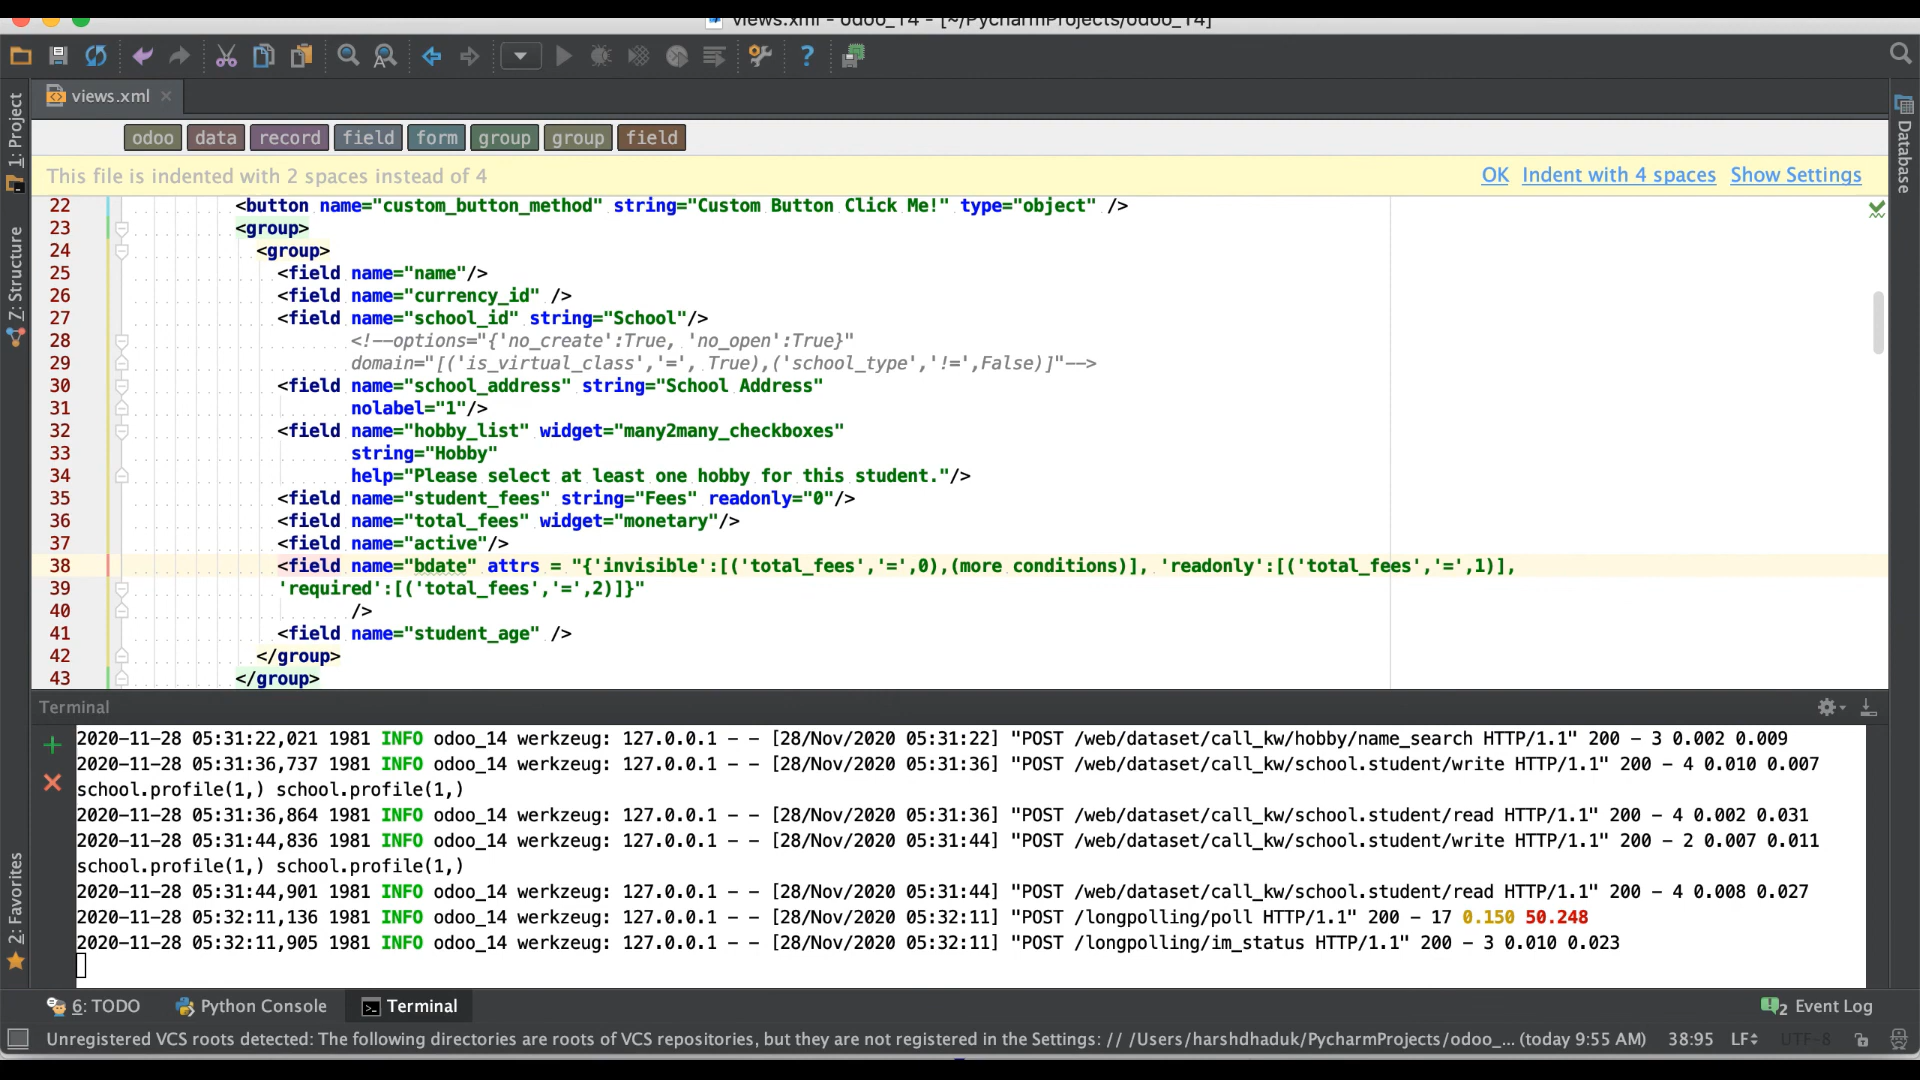 views.xml - odoo_14 - [~/PycharmProjects/odoo_14]
views.xml
odoo data record field form group group field
This file is indented with 2 spaces instead of 4 OK Indent with 4 spaces Show Settings
1: Project
7: Structure
2: Favorites
Database
22 <button name="custom_button_method" string="Custom Button Click Me!" type="object" />
23 <group>
24 <group>
25 <field name="name"/>
26 <field name="currency_id" />
27 <field name="school_id" string="School"/>
28 <!--options="{'no_create':True, 'no_open':True}"
29 domain="[('is_virtual_class','=', True),('school_type','!=',False)]"-->
30 <field name="school_address" string="School Address"
31 nolabel="1"/>
32 <field name="hobby_list" widget="many2many_checkboxes"
33 string="Hobby"
34 help="Please select at least one hobby for this student."/>
35 <field name="student_fees" string="Fees" readonly="0"/>
36 <field name="total_fees" widget="monetary"/>
37 <field name="active"/>
38 <field name="bdate" attrs = "{'invisible':[('total_fees','=',0),(more conditions)], 'readonly':[('total_fees','=',1)],
39 'required':[('total_fees','=',2)]}"
40 />
41 <field name="student_age" />
42 </group>
43 </group>
Terminal
2020-11-28 05:31:22,021 1981 INFO odoo_14 werkzeug: 127.0.0.1 - - [28/Nov/2020 05:31:22] "POST /web/dataset/call_kw/hobby/name_search HTTP/1.1" 200 - 3 0.002 0.009
2020-11-28 05:31:36,737 1981 INFO odoo_14 werkzeug: 127.0.0.1 - - [28/Nov/2020 05:31:36] "POST /web/dataset/call_kw/school.student/write HTTP/1.1" 200 - 4 0.010 0.007
school.profile(1,) school.profile(1,)
2020-11-28 05:31:36,864 1981 INFO odoo_14 werkzeug: 127.0.0.1 - - [28/Nov/2020 05:31:36] "POST /web/dataset/call_kw/school.student/read HTTP/1.1" 200 - 4 0.002 0.031
2020-11-28 05:31:44,836 1981 INFO odoo_14 werkzeug: 127.0.0.1 - - [28/Nov/2020 05:31:44] "POST /web/dataset/call_kw/school.student/write HTTP/1.1" 200 - 2 0.007 0.011
school.profile(1,) school.profile(1,)
2020-11-28 05:31:44,901 1981 INFO odoo_14 werkzeug: 127.0.0.1 - - [28/Nov/2020 05:31:44] "POST /web/dataset/call_kw/school.student/read HTTP/1.1" 200 - 4 0.008 0.027
2020-11-28 05:32:11,136 1981 INFO odoo_14 werkzeug: 127.0.0.1 - - [28/Nov/2020 05:32:11] "POST /longpolling/poll HTTP/1.1" 200 - 17 0.150 50.248
2020-11-28 05:32:11,905 1981 INFO odoo_14 werkzeug: 127.0.0.1 - - [28/Nov/2020 05:32:11] "POST /longpolling/im_status HTTP/1.1" 200 - 3 0.010 0.023
6: TODO Python Console Terminal 2 Event Log
Unregistered VCS roots detected: The following directories are roots of VCS repositories, but they are not registered in the Settings: // /Users/harshdhaduk/PycharmProjects/odoo_... (today 9:55 AM) 38:95 LF UTF-8